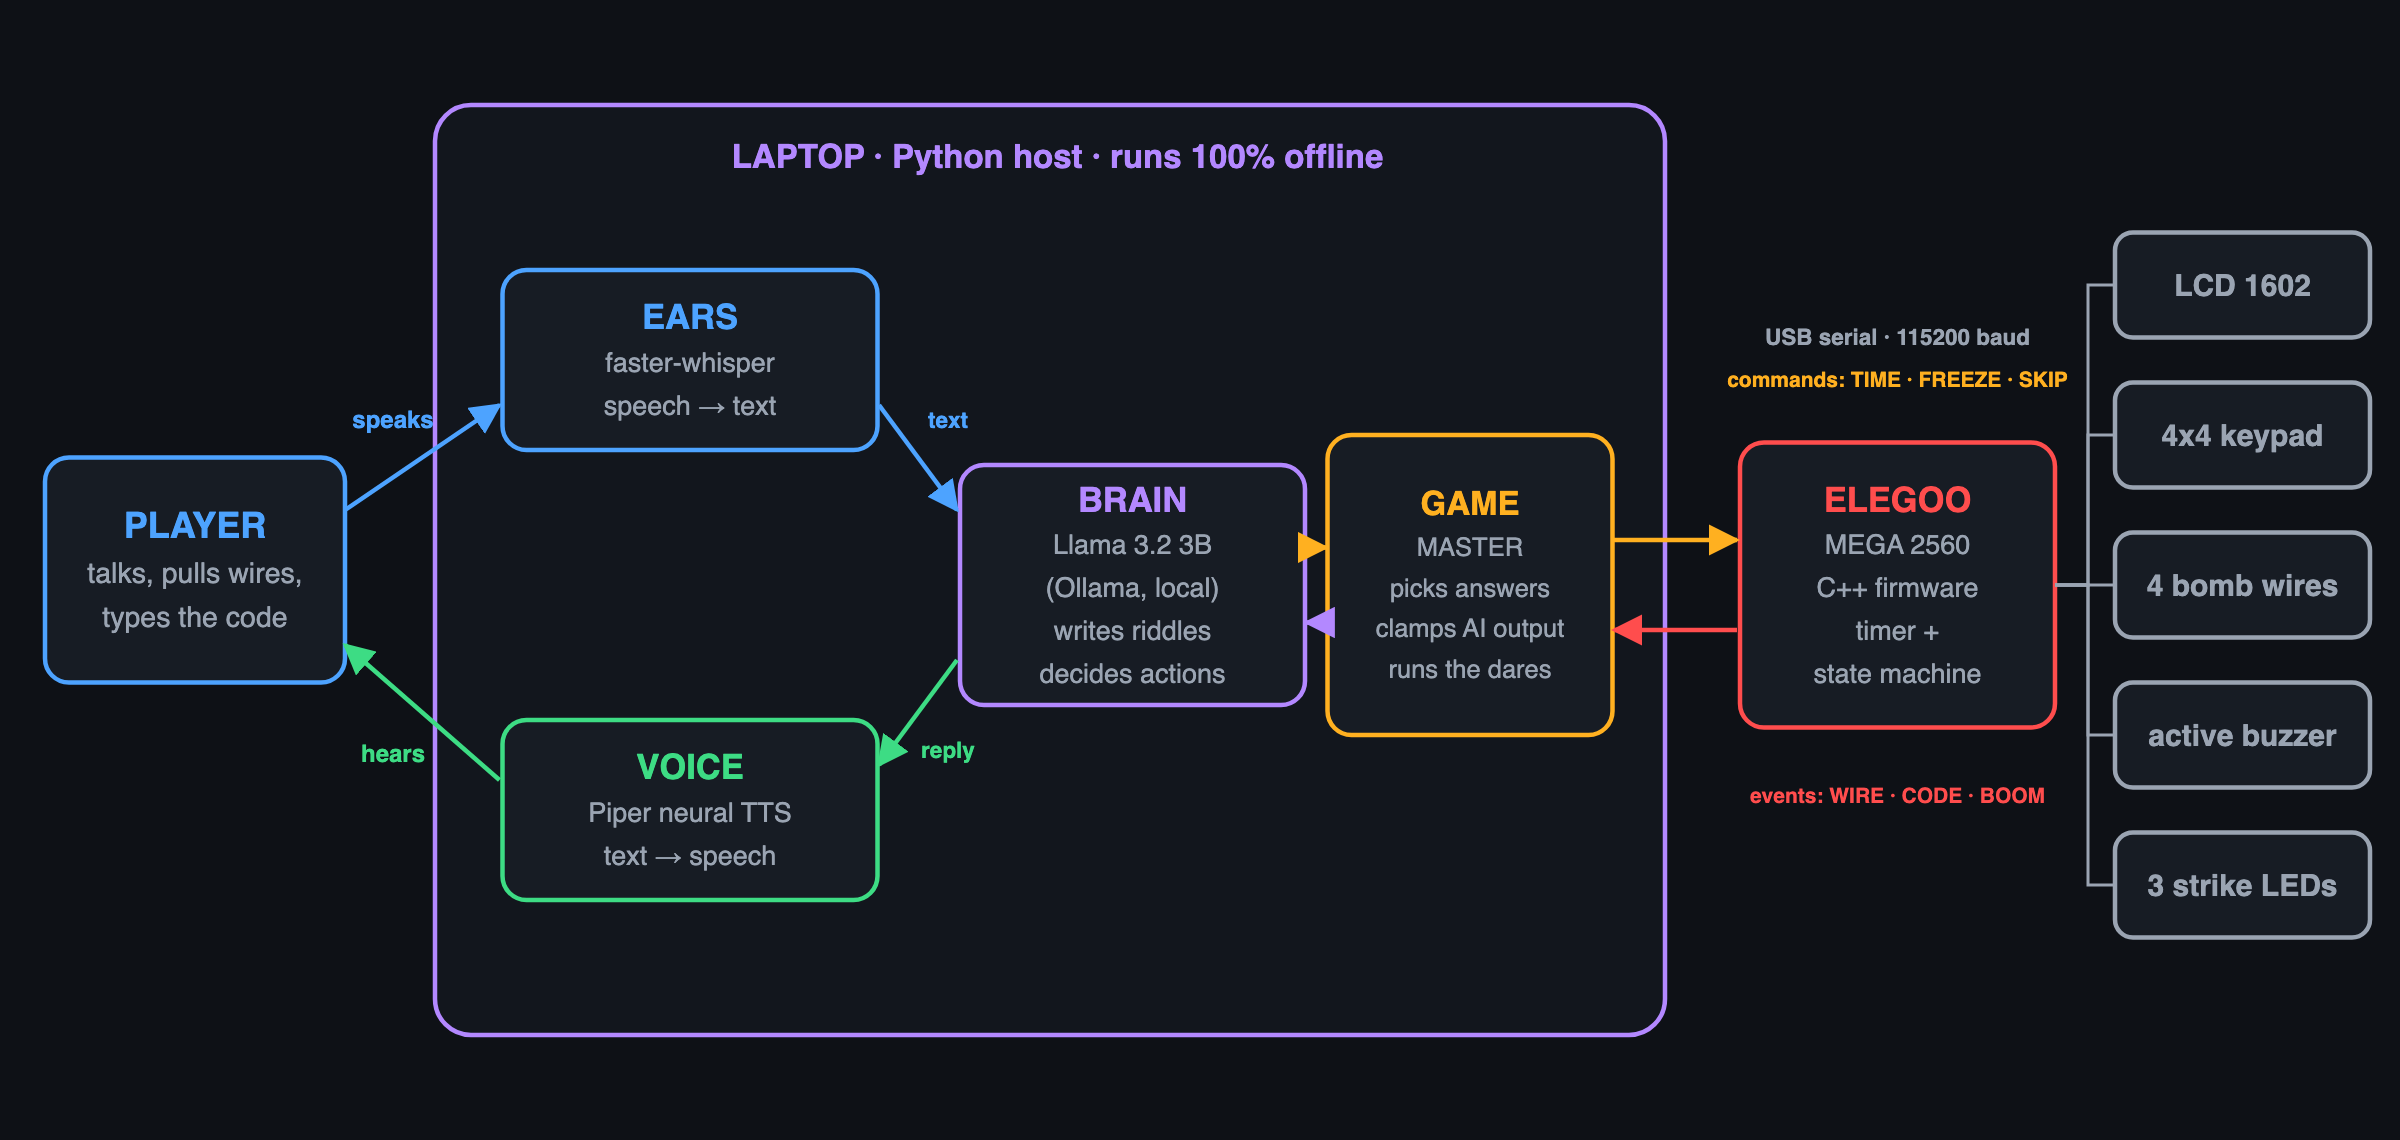 LAPTOP · Python host · runs 100% offline
EARS
faster-whisper
speech → text
speaks
text
PLAYER
talks, pulls wires,
types the code
hears
VOICE
Piper neural TTS
text → speech
reply
BRAIN
Llama 3.2 3B
(Ollama, local)
writes riddles
decides actions
GAME
MASTER
picks answers
clamps AI output
runs the dares
USB serial · 115200 baud
commands: TIME · FREEZE · SKIP
ELEGOO
MEGA 2560
C++ firmware
timer +
state machine
events: WIRE · CODE · BOOM
LCD 1602
4x4 keypad
4 bomb wires
active buzzer
3 strike LEDs